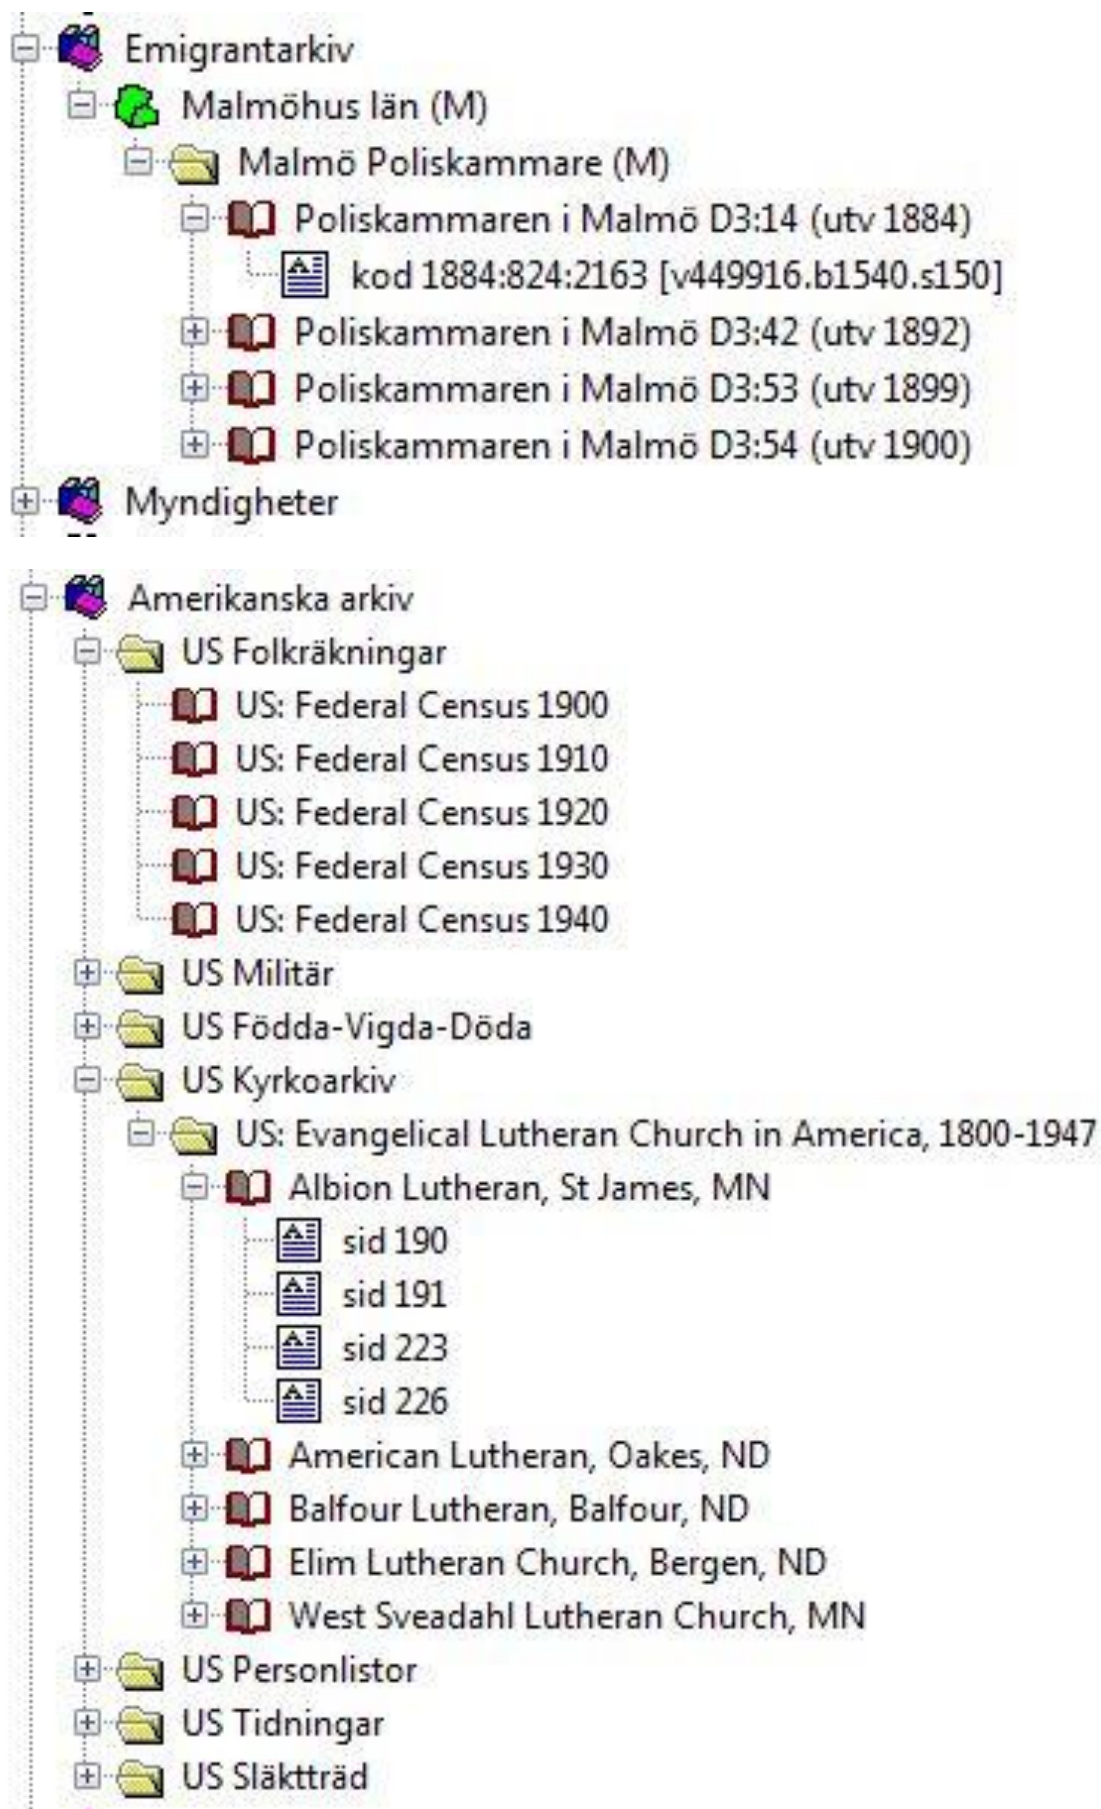 Emigrantarkiv
Malmöhus län (M)
Malmö Poliskammare (M)
Poliskammaren i Malmö D3:14 (utv 1884)
kod 1884:824:2163 [v449916.b1540.s150]
Poliskammaren i Malmö D3:42 (utv 1892)
Poliskammaren i Malmö D3:53 (utv 1899)
Poliskammaren i Malmö D3:54 (utv 1900)
Myndigheter
Amerikanska arkiv
US Folkräkningar
US: Federal Census 1900
US: Federal Census 1910
US: Federal Census 1920
US: Federal Census 1930
US: Federal Census 1940
US Militär
US Födda-Vigda-Döda
US Kyrkoarkiv
US: Evangelical Lutheran Church in America, 1800-1947
Albion Lutheran, St James, MN
sid 190
sid 191
sid 223
sid 226
American Lutheran, Oakes, ND
Balfour Lutheran, Balfour, ND
Elim Lutheran Church, Bergen, ND
West Sveadahl Lutheran Church, MN
US Personlistor
US Tidningar
US Släktträd